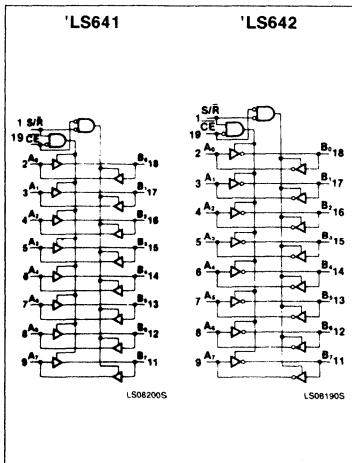 'LS641
1 S/R̅
19 C̅E̅
2 A₀ B₀ 18
3 A₁ B₁ 17
4 A₂ B₂ 16
5 A₃ B₃ 15
6 A₄ B₄ 14
7 A₅ B₅ 13
8 A₆ B₆ 12
9 A₇ B₇ 11
LS08200S
'LS642
S/R̅
1
C̅E̅
19
2 A₀ B₀ 18
3 A₁ B₁ 17
4 A₂ B₂ 16
5 A₃ B₃ 15
6 A₄ B₄ 14
7 A₅ B₅ 13
8 A₆ B₆ 12
9 A₇ B₇ 11
LS08190S